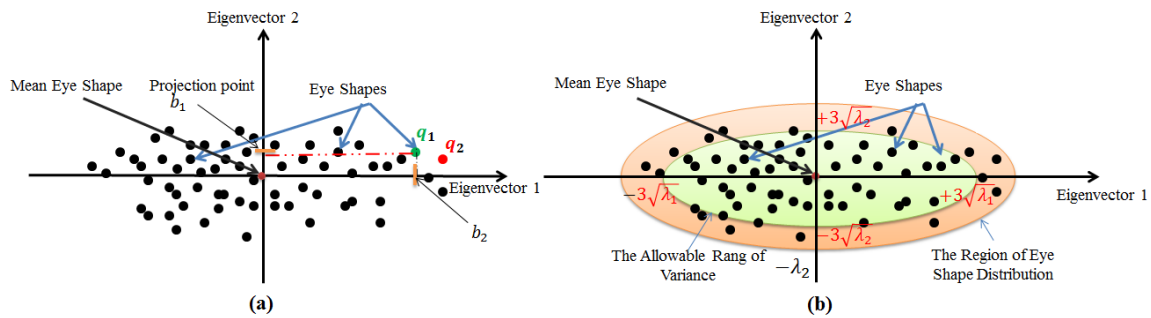 Eigenvector 2
Mean Eye Shape
Projection point
b₁
Eye Shapes
q₁
q₂
Eigenvector 1
b₂
(a)
Eigenvector 2
Mean Eye Shape
Eye Shapes
+3√λ₂
−3√λ₁
+3√λ₁
Eigenvector 1
−3√λ₂
The Allowable Rang of
Variance
−λ₂
The Region of Eye
Shape Distribution
(b)